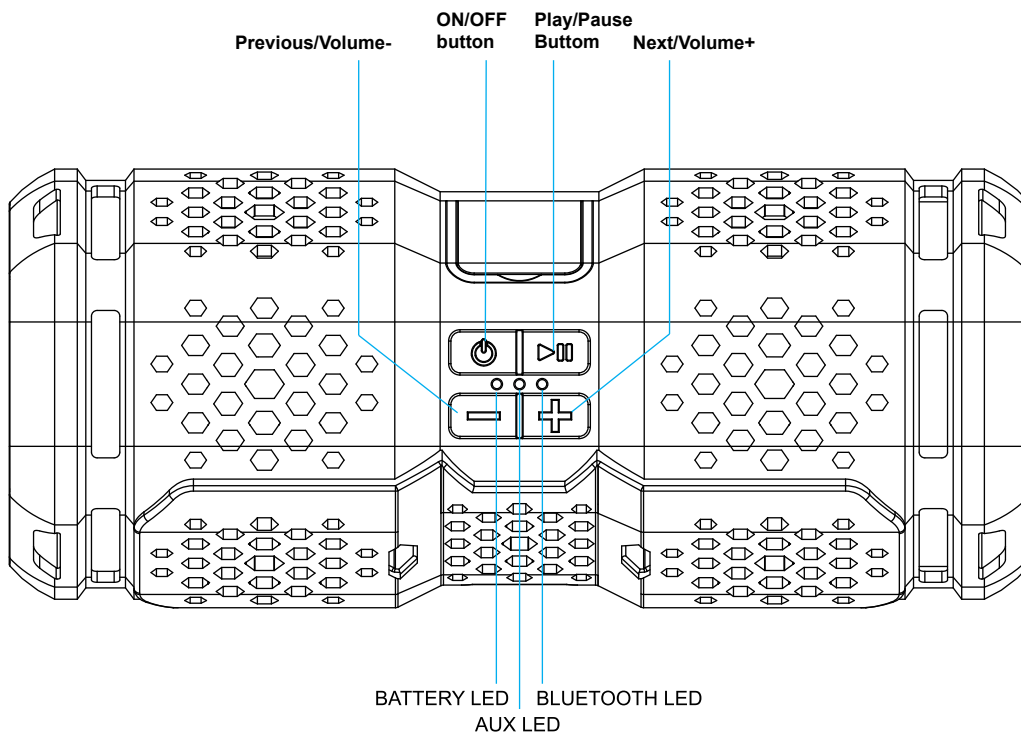 Previous/Volume-
ON/OFF
button
Play/Pause
Buttom
Next/Volume+
BATTERY LED
BLUETOOTH LED
AUX LED